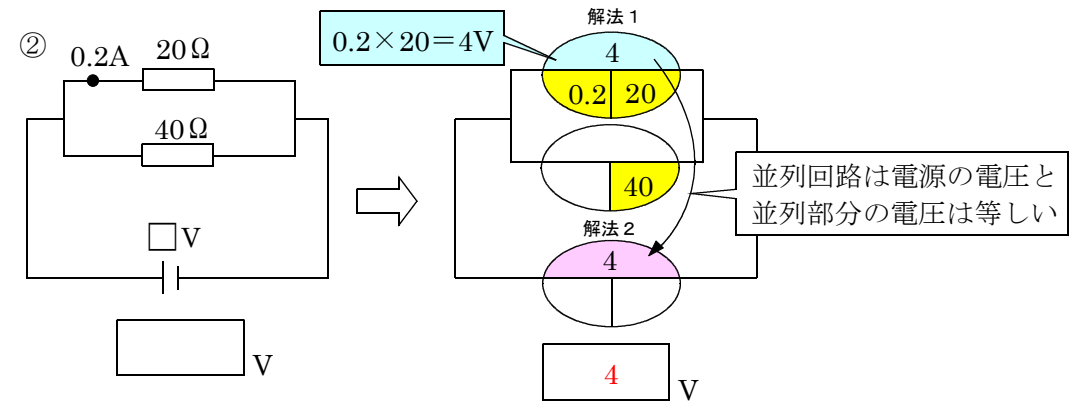 ②
0.2A
20Ω
40Ω
□V
V
0.2×20＝4V
解法１
4
0.2
20
40
並列回路は電源の電圧と
並列部分の電圧は等しい
解法２
4
4
V